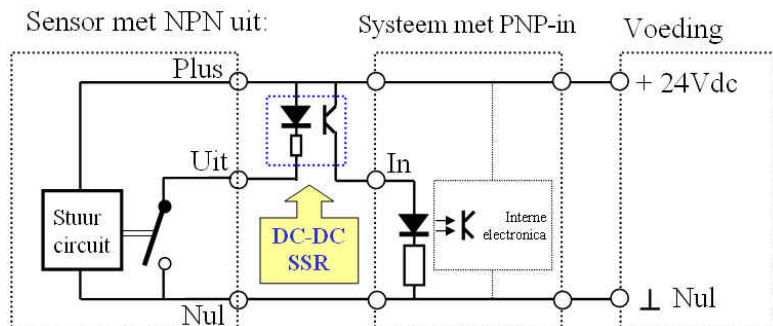 Sensor met NPN uit:
Systeem met PNP-in
Voeding
Plus
+ 24Vdc
Uit
In
Stuur
circuit
DC-DC
SSR
Interne
electronica
Nul
⊥ Nul